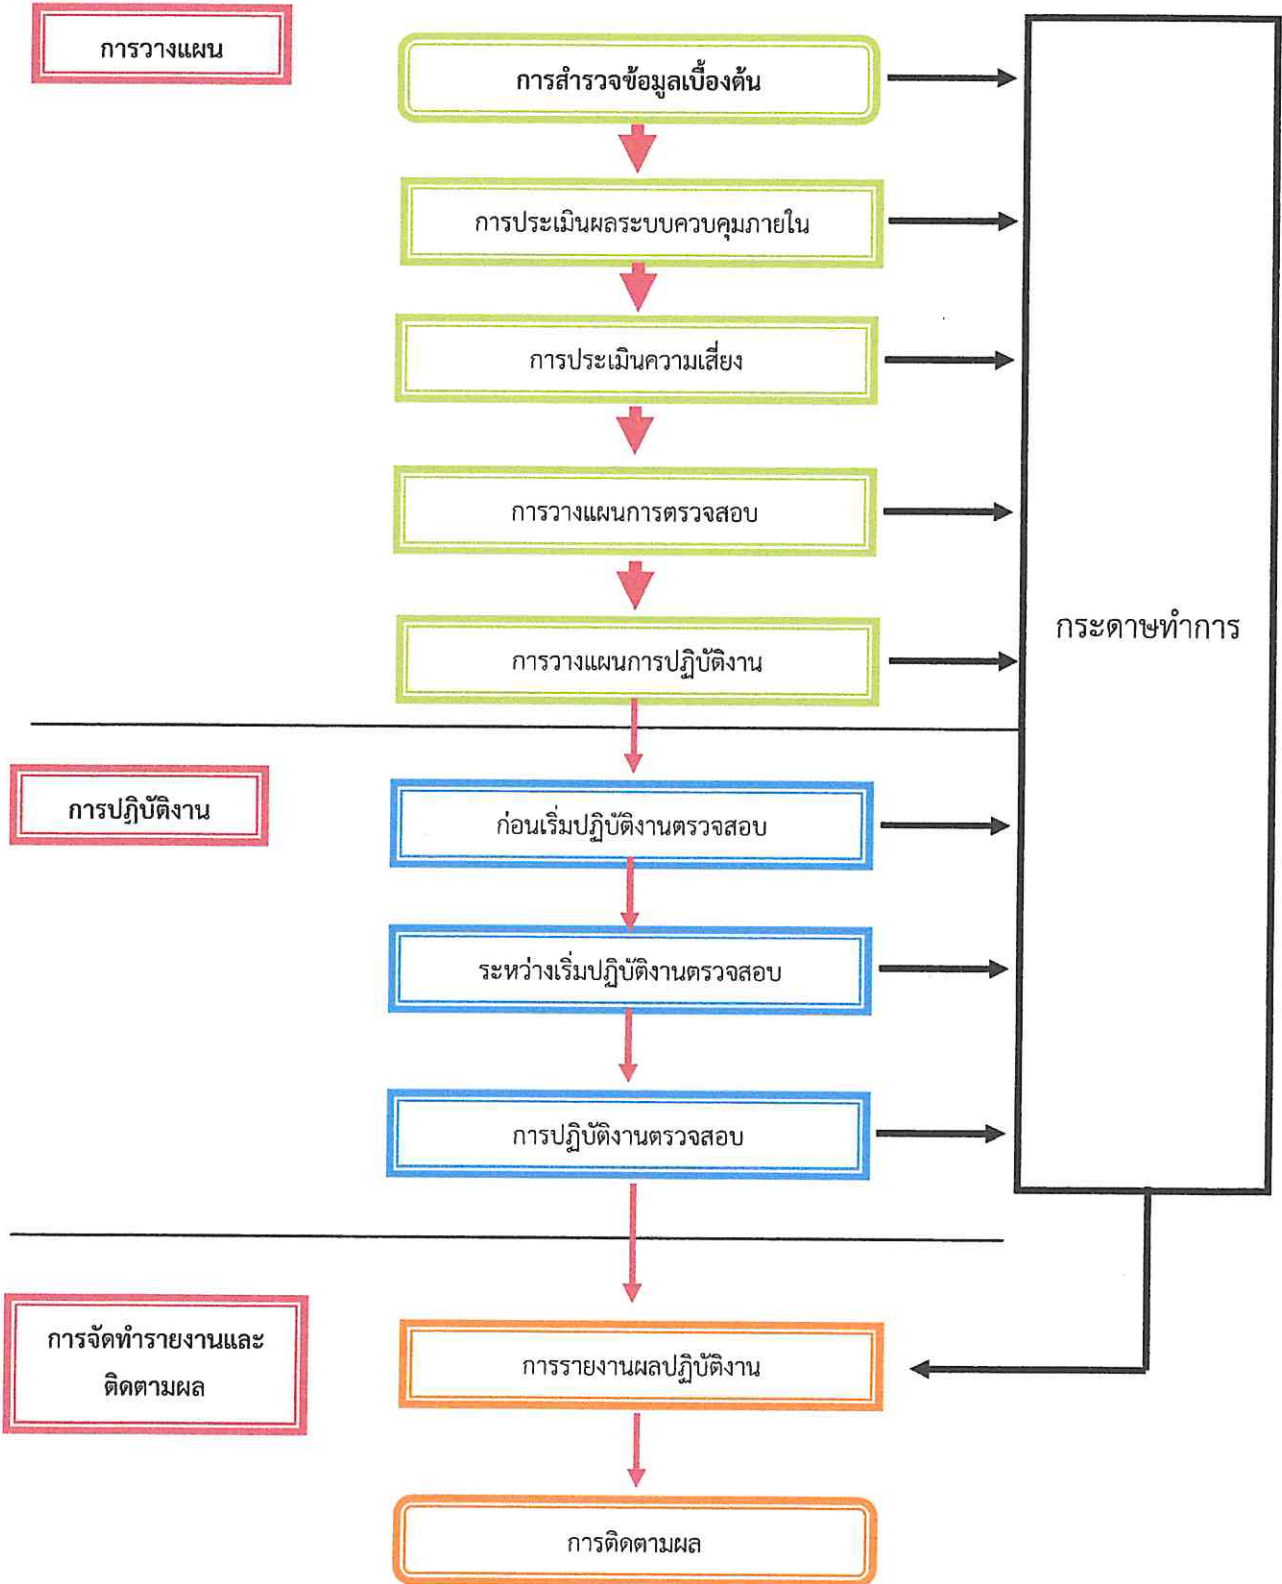 การวางแผน
การสำรวจข้อมูลเบื้องต้น
การประเมินผลระบบควบคุมภายใน
การประเมินความเสี่ยง
การวางแผนการตรวจสอบ
การวางแผนการปฏิบัติงาน
กระดาษทำการ
การปฏิบัติงาน
ก่อนเริ่มปฏิบัติงานตรวจสอบ
ระหว่างเริ่มปฏิบัติงานตรวจสอบ
การปฏิบัติงานตรวจสอบ
การจัดทำรายงานและ
ติดตามผล
การรายงานผลปฏิบัติงาน
การติดตามผล